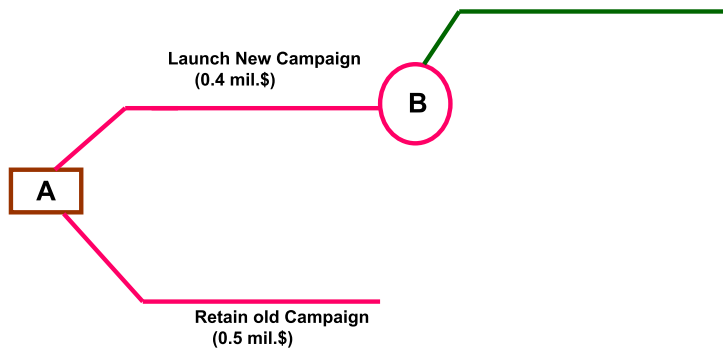 Launch New Campaign
(0.4 mil.$)
B
A
Retain old Campaign
(0.5 mil.$)